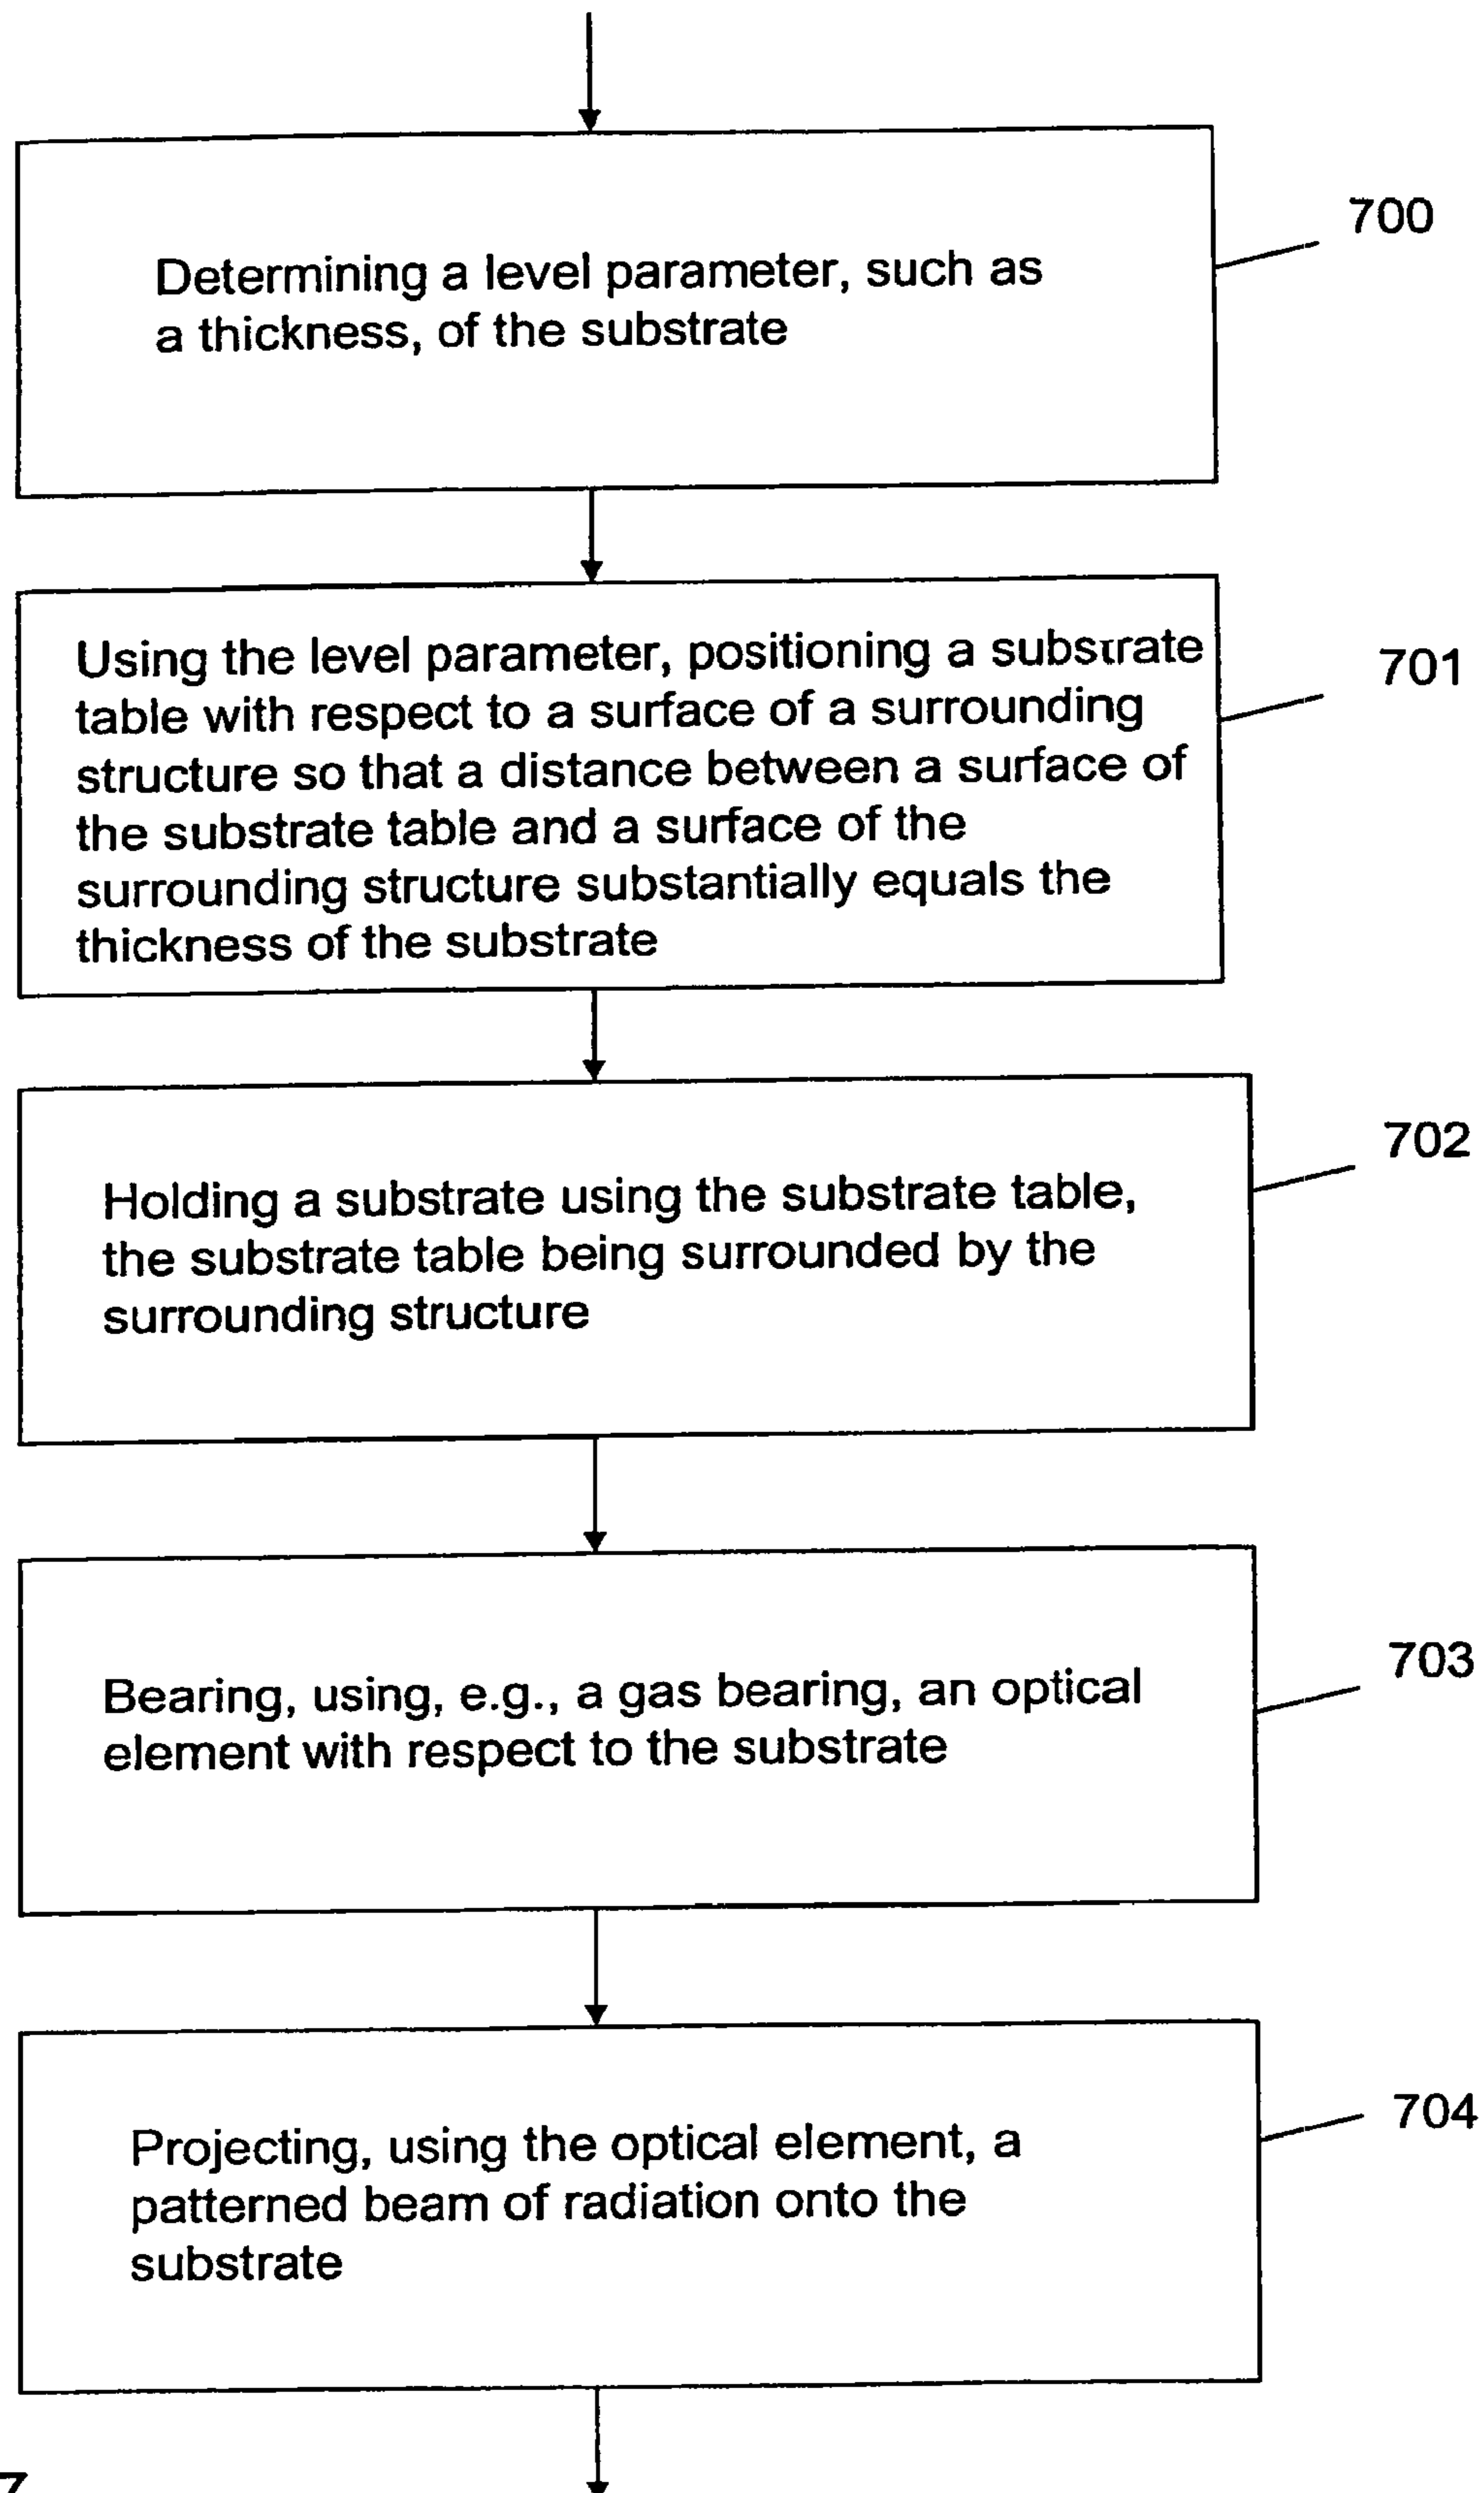 700
Determining a level parameter, such as
a thickness, of the substrate
701
Using the level parameter, positioning a substrate
table with respect to a surface of a surrounding
structure so that a distance between a surface of
the substrate table and a surface of the
surrounding structure substantially equals the
thickness of the substrate
702
Holding a substrate using the substrate table,
the substrate table being surrounded by the
surrounding structure
703
Bearing, using, e.g., a gas bearing, an optical
element with respect to the substrate
704
Projecting, using the optical element, a
patterned beam of radiation onto the
substrate